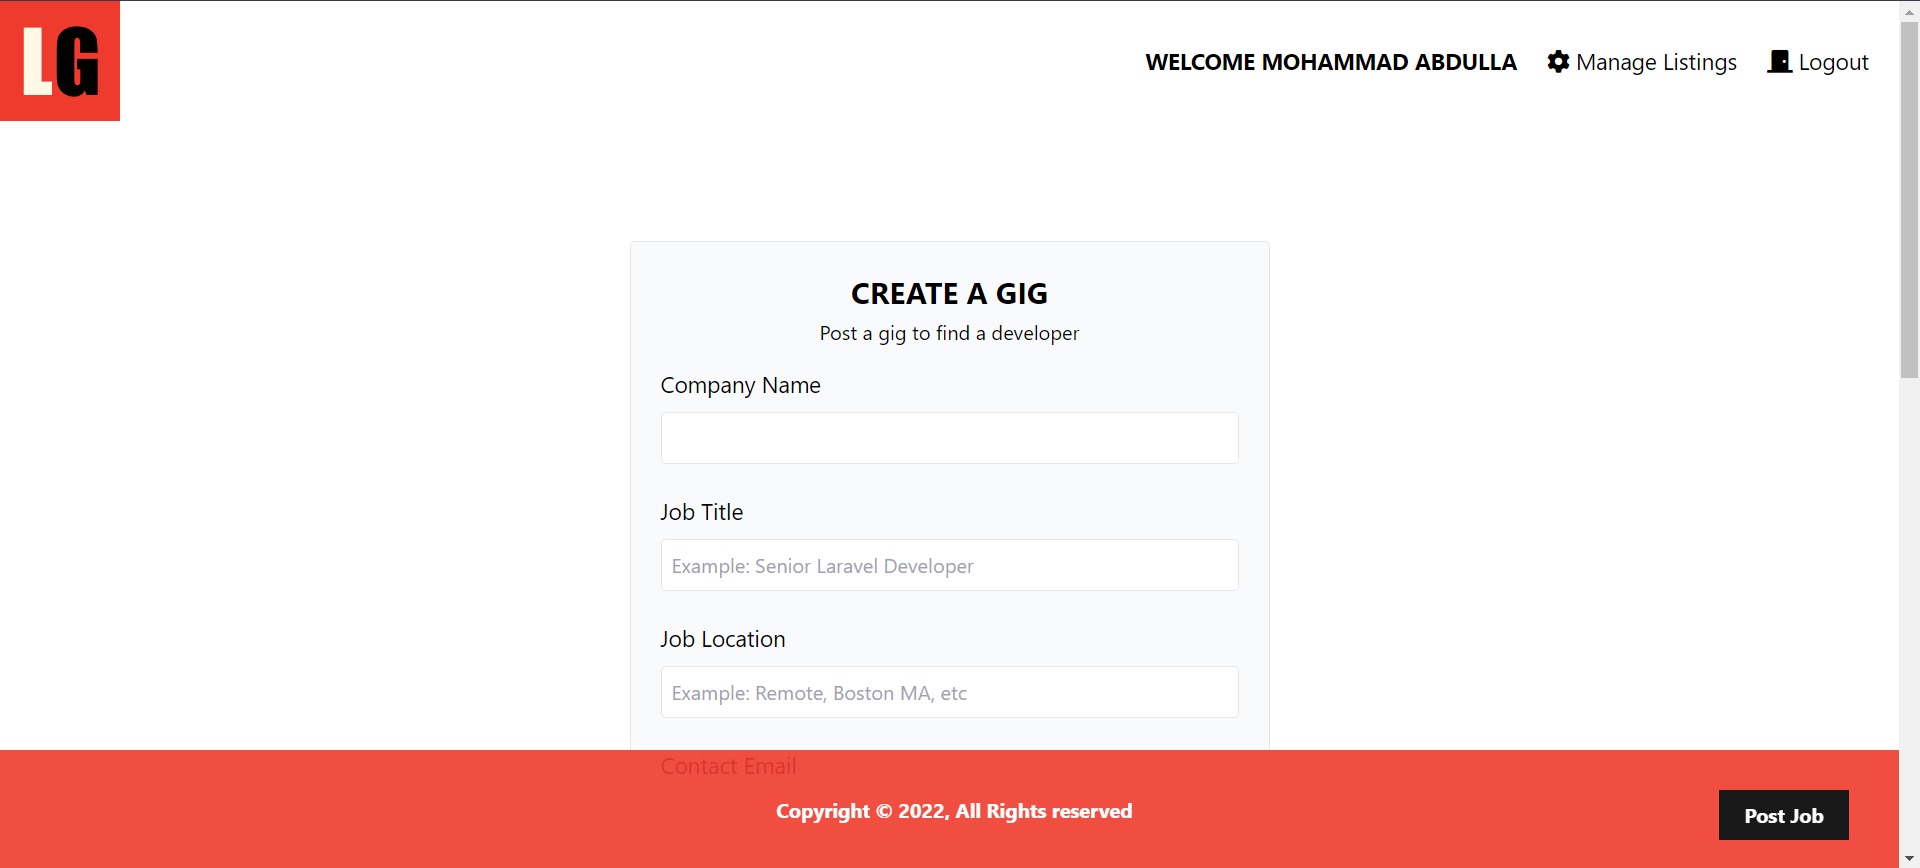 LG
WELCOME MOHAMMAD ABDULLA
Manage Listings
Logout
CREATE A GIG
Post a gig to find a developer
Company Name
Job Title
Example: Senior Laravel Developer
Job Location
Example: Remote, Boston MA, etc
Contact Email
Copyright © 2022, All Rights reserved
Post Job